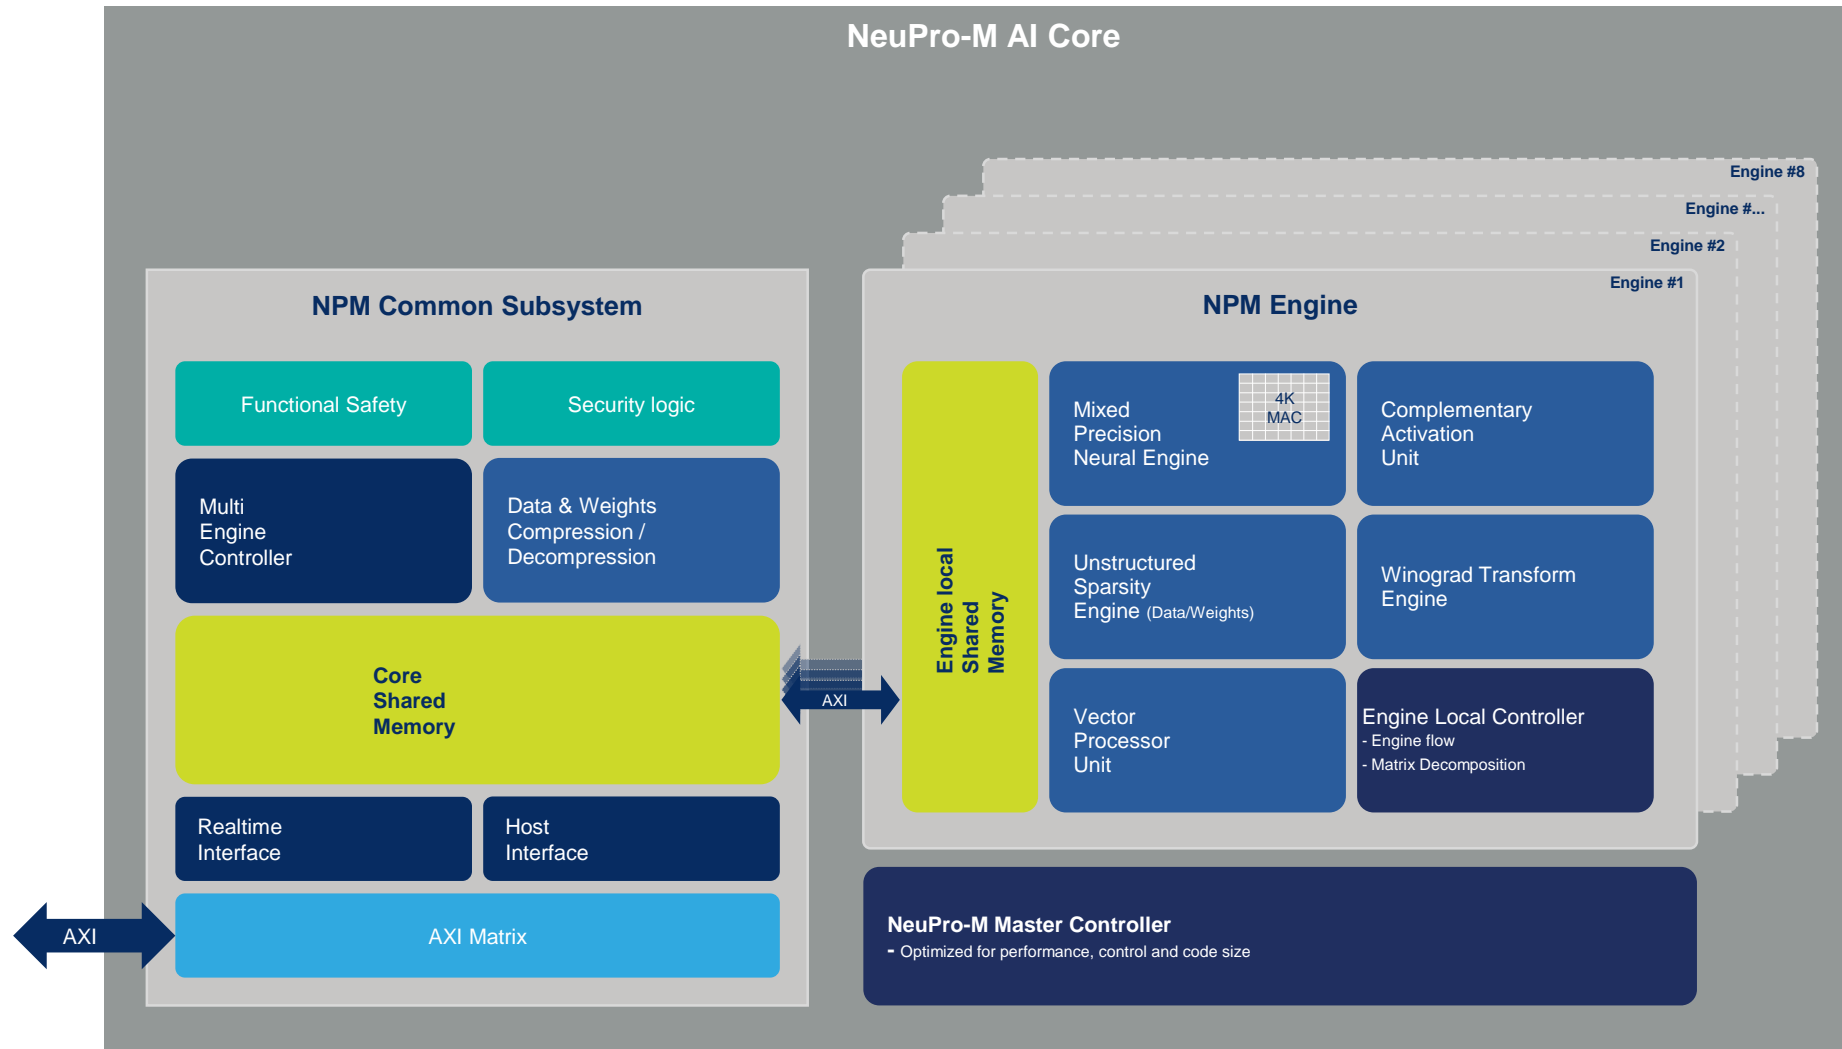 NeuPro-M AI Core
Engine #8
Engine #...
Engine #2
Engine #1
NPM Common Subsystem
Functional Safety
Security logic
Multi
Engine
Controller
Data & Weights
Compression /
Decompression
Core
Shared
Memory
Realtime
Interface
Host
Interface
AXI
AXI Matrix
AXI
NPM Engine
Engine local
Shared
Memory
Mixed
Precision
Neural Engine
4K
MAC
Complementary
Activation
Unit
Unstructured
Sparsity
Engine (Data/Weights)
Winograd Transform
Engine
Vector
Processor
Unit
Engine Local Controller
- Engine flow
- Matrix Decomposition
NeuPro-M Master Controller
- Optimized for performance, control and code size